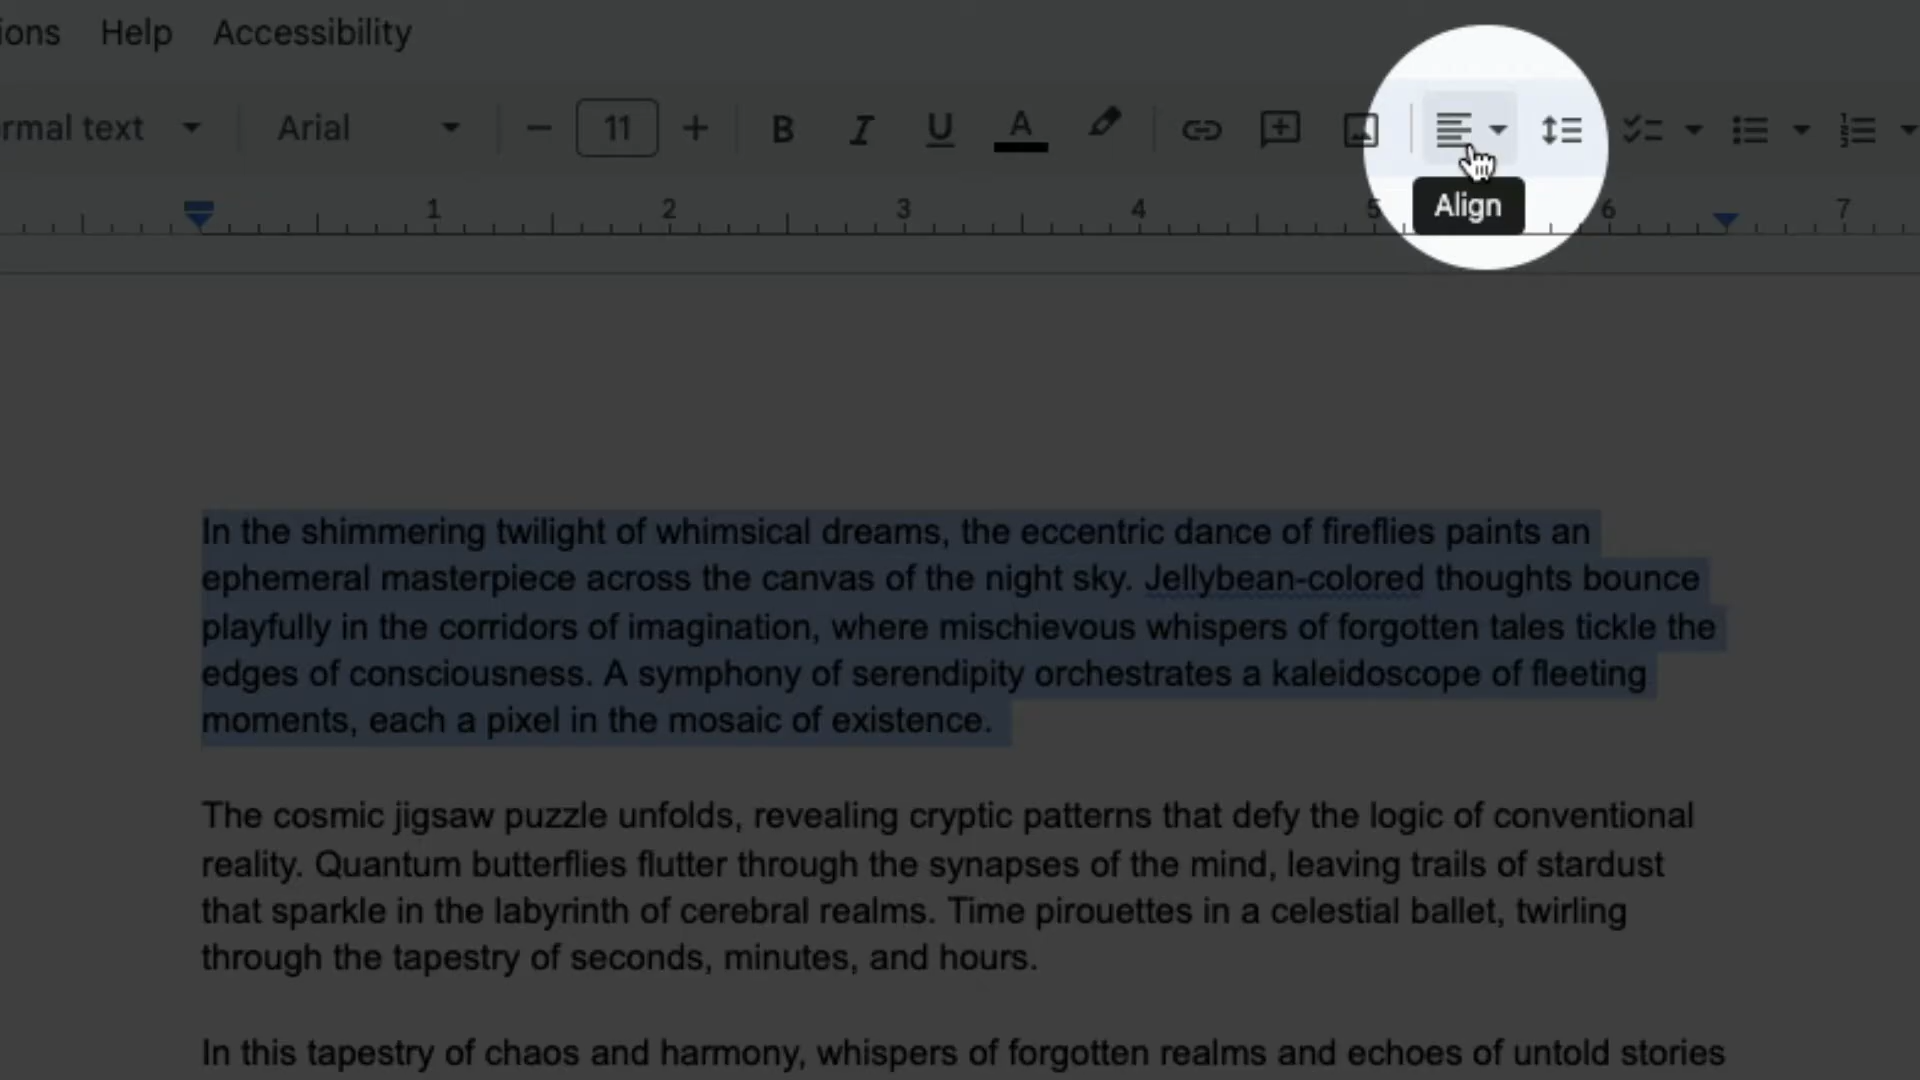 ions Help Accessibility
rmal text Arial − 11 + B I U A
Align
1 2 3 4 5 6 7
In the shimmering twilight of whimsical dreams, the eccentric dance of fireflies paints an
ephemeral masterpiece across the canvas of the night sky. Jellybean-colored thoughts bounce
playfully in the corridors of imagination, where mischievous whispers of forgotten tales tickle the
edges of consciousness. A symphony of serendipity orchestrates a kaleidoscope of fleeting
moments, each a pixel in the mosaic of existence.
The cosmic jigsaw puzzle unfolds, revealing cryptic patterns that defy the logic of conventional
reality. Quantum butterflies flutter through the synapses of the mind, leaving trails of stardust
that sparkle in the labyrinth of cerebral realms. Time pirouettes in a celestial ballet, twirling
through the tapestry of seconds, minutes, and hours.
In this tapestry of chaos and harmony, whispers of forgotten realms and echoes of untold stories